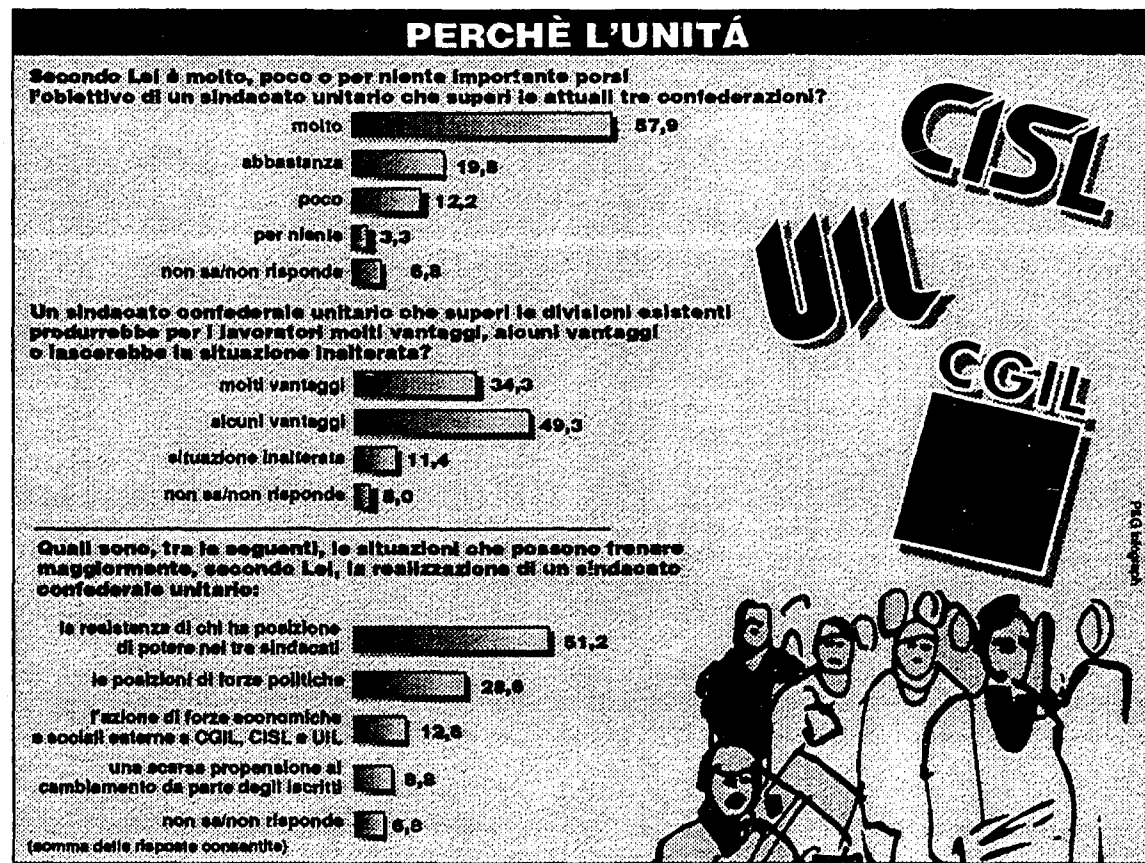 PERCHÈ L'UNITÁ
Secondo Lei è molto, poco o per niente importante porsi
l'obiettivo di un sindacato unitario che superi le attuali tre confederazioni?
molto 57,9
abbastanza 19,8
poco 12,2
per niente 3,3
non sa/non risponde 6,8
Un sindacato confederale unitario che superi le divisioni esistenti
produrrebbe per i lavoratori molti vantaggi, alcuni vantaggi
o lascerebbe la situazione inalterata?
molti vantaggi 34,3
alcuni vantaggi 49,3
situazione inalterata 11,4
non sa/non risponde 5,0
Quali sono, tra le seguenti, le situazioni che possono frenare
maggiormente, secondo Lei, la realizzazione di un sindacato
confederale unitario:
la resistenza di chi ha posizione
di potere nei tre sindacati 51,2
le posizioni di forze politiche
l'azione di forze economiche
e sociali esterne a CGIL, CISL e UIL
una scarsa propensione al
cambiamento da parte degli iscritti
non sa/non risponde 6,8
(somma delle risposte consentite)
CISL
UIL
CGIL
P&G Infograph